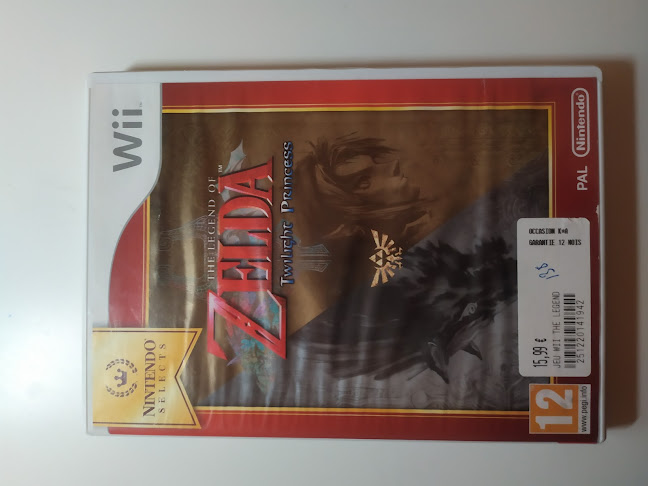 Wii
THE LEGEND OF
ZELDA
Twilight Princess
NINTENDO
SELECTS
PAL
Nintendo
OCCASION K=A
GARANTIE 12 MOIS
15,99 €
JEU WII THE LEGEND
251220141942
12
www.pegi.info